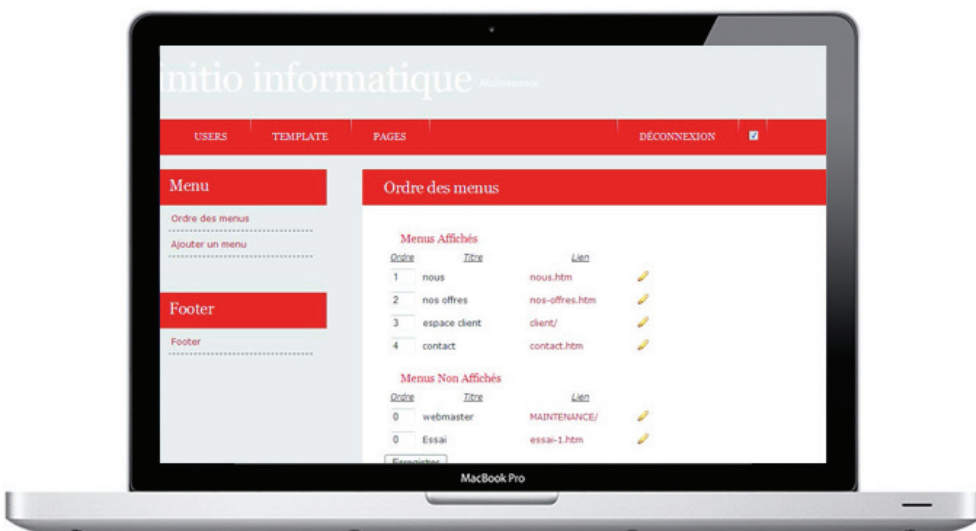 initio informatique Maintenance
USERS TEMPLATE PAGES DÉCONNEXION
Menu
Ordre des menus
Ajouter un menu
Footer
Footer
Ordre des menus
Menus Affichés
Ordre Titre Lien
1 nous nous.htm
2 nos offres nos-offres.htm
3 espace client client/
4 contact contact.htm
Menus Non Affichés
Ordre Titre Lien
0 webmaster MAINTENANCE/
0 Essai essai-1.htm
Enregistrer
MacBook Pro